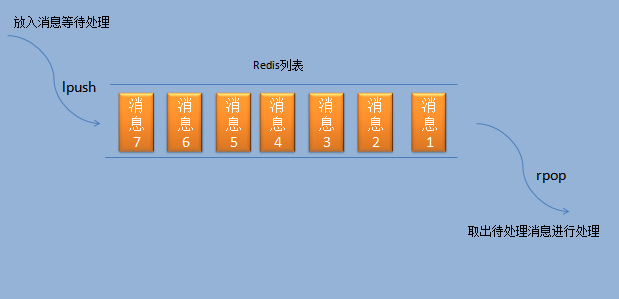 放入消息等待处理
Redis列表
lpush
消息7
消息6
消息5
消息4
消息3
消息2
消息1
rpop
取出待处理消息进行处理